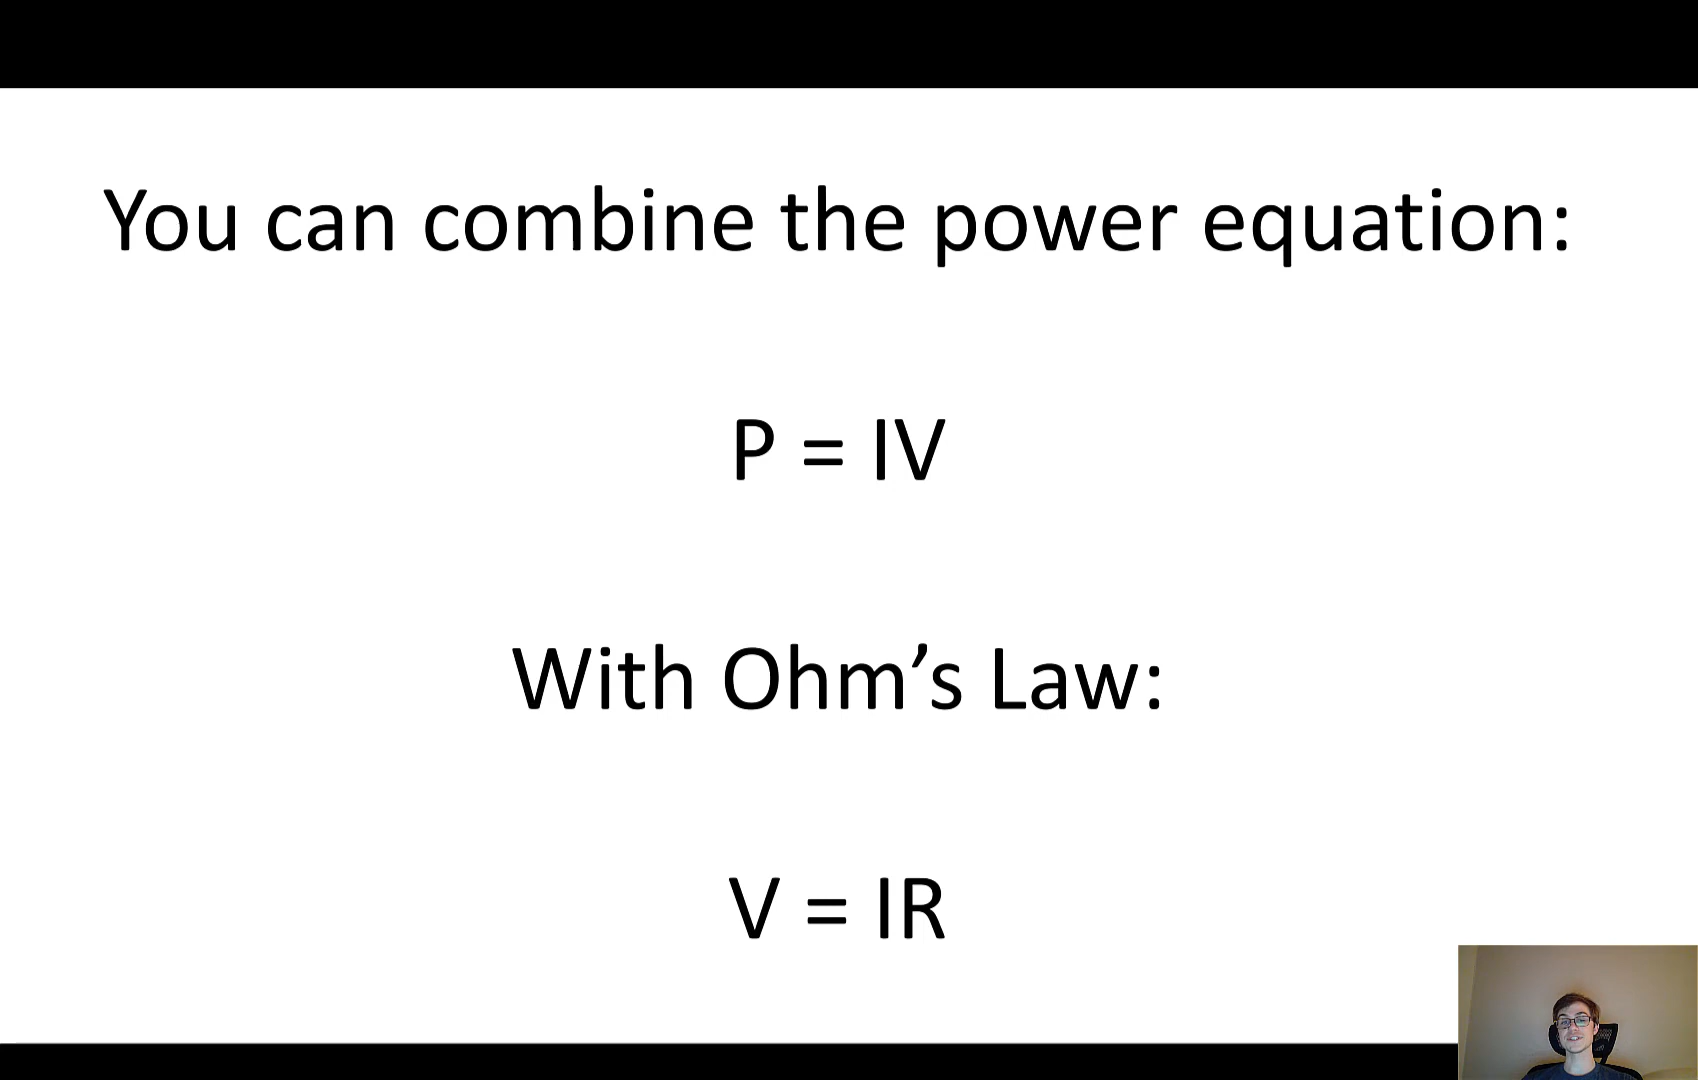 You can combine the power equation:
P = IV
With Ohm’s Law:
V = IR